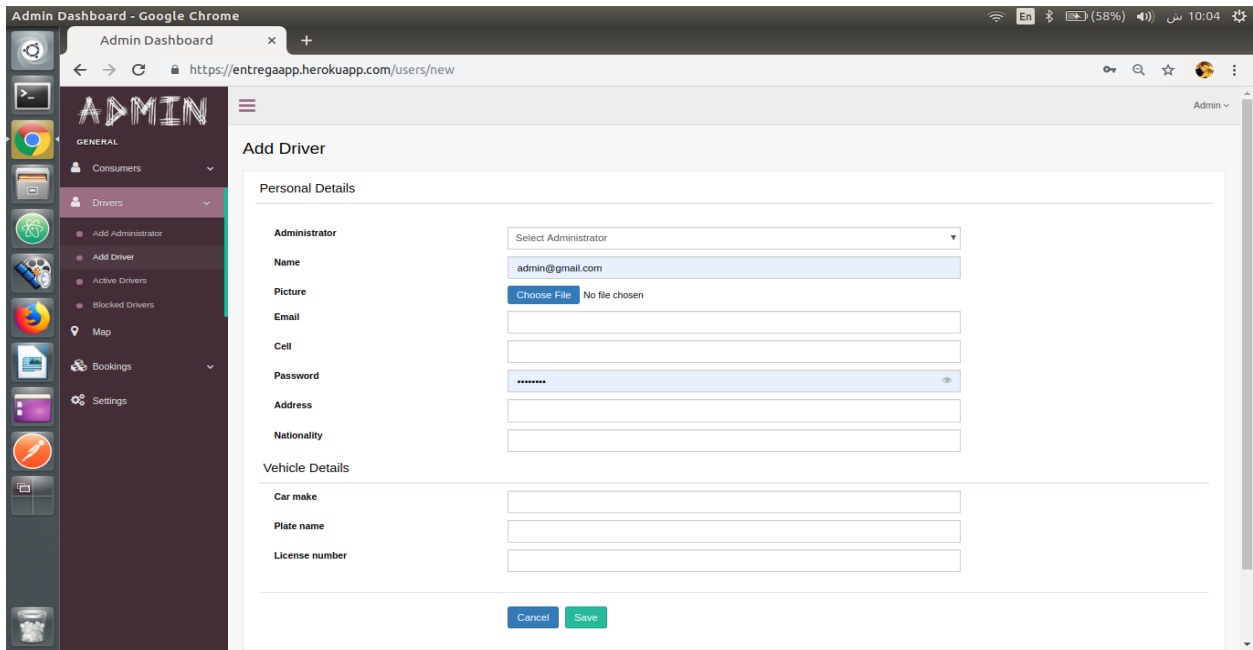 Admin Dashboard - Google Chrome
En (58%) 10:04 ش
Admin Dashboard × +
https://entregaapp.herokuapp.com/users/new
ADMIN
Admin
GENERAL
Consumers
Drivers
Add Administrator
Add Driver
Active Drivers
Blocked Drivers
Map
Bookings
Settings
Add Driver
Personal Details
Administrator Select Administrator
Name admin@gmail.com
Picture Choose File No file chosen
Email
Cell
Password ••••••••
Address
Nationality
Vehicle Details
Car make
Plate name
License number
Cancel Save